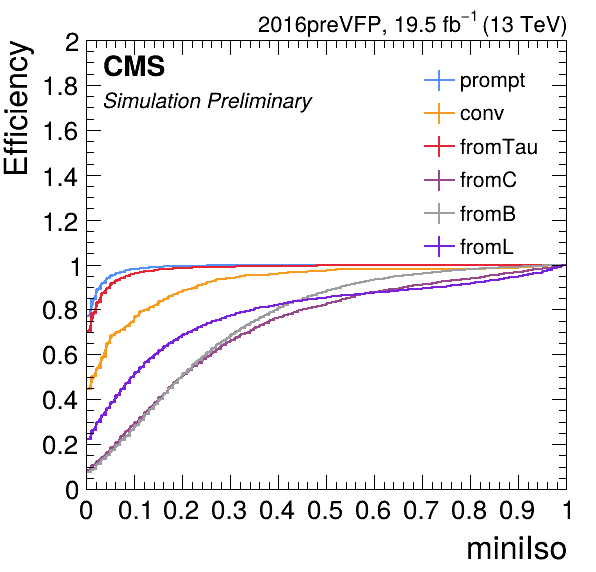 2016preVFP, 19.5 fb⁻¹ (13 TeV)
CMS
Simulation Preliminary
prompt
conv
fromTau
fromC
fromB
fromL
Efficiency
2
1.8
1.6
1.4
1.2
1
0.8
0.6
0.4
0.2
0
0 0.1 0.2 0.3 0.4 0.5 0.6 0.7 0.8 0.9 1
miniIso